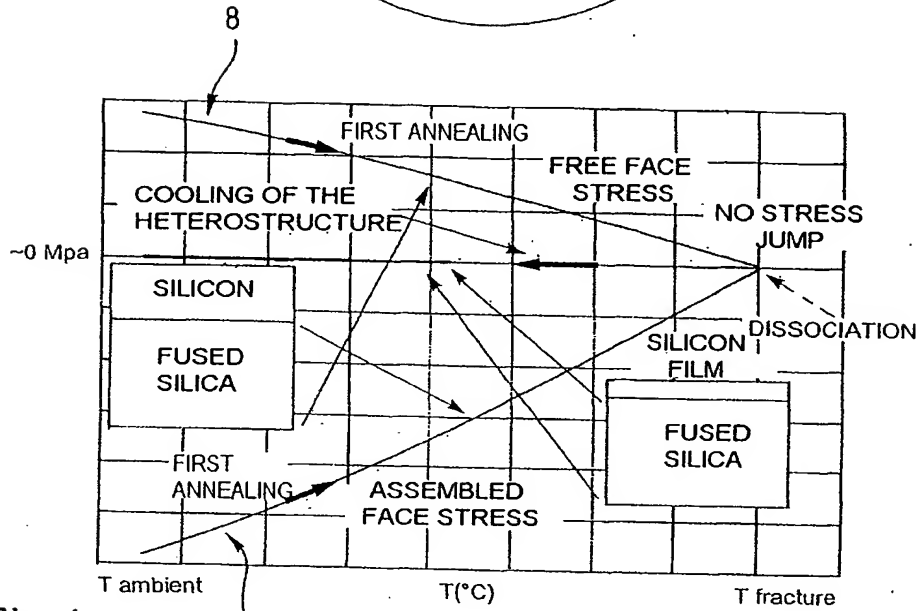 8
FIRST ANNEALING
FREE FACE
STRESS
COOLING OF THE
HETEROSTRUCTURE
NO STRESS
JUMP
~0 Mpa
SILICON
DISSOCIATION
SILICON
FILM
FUSED
SILICA
FUSED
SILICA
FIRST
ANNEALING
ASSEMBLED
FACE STRESS
T ambient
T(°C)
T fracture